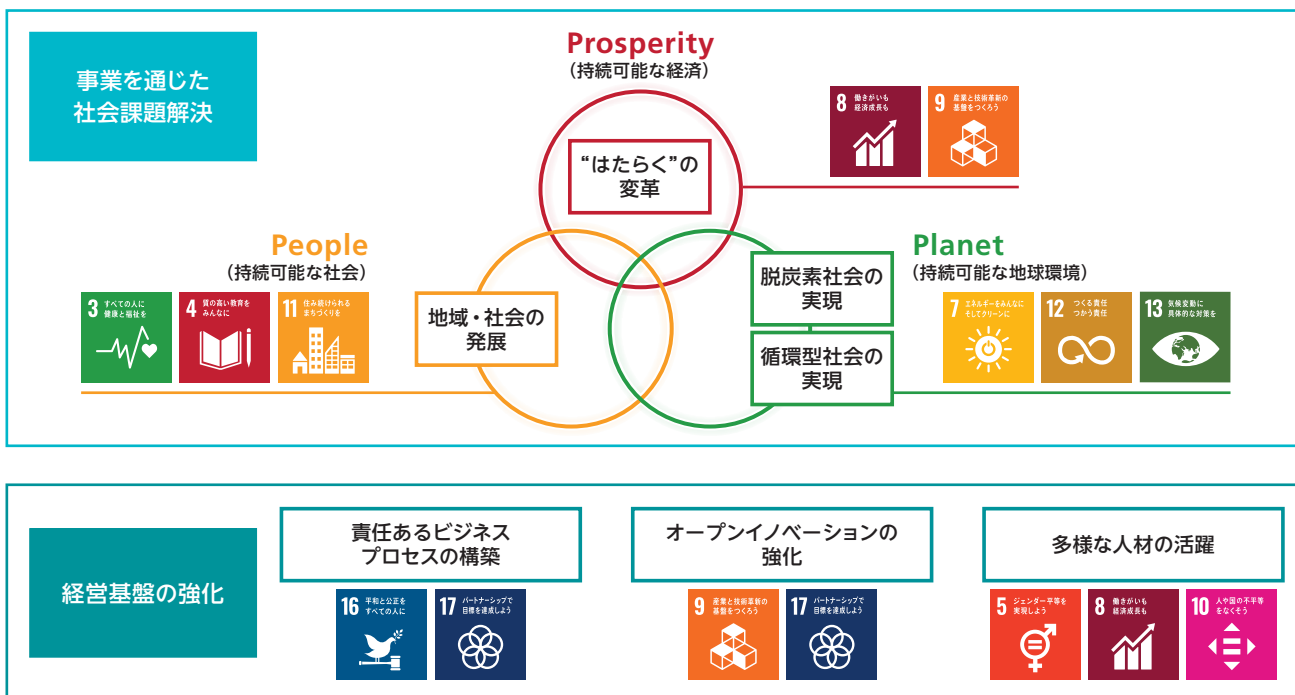 事業を通じた
社会課題解決
Prosperity
（持続可能な経済）
“はたらく”の
変革
8 働きがいも
経済成長も
9 産業と技術革新の
基盤をつくろう
People
（持続可能な社会）
3 すべての人に
健康と福祉を
4 質の高い教育を
みんなに
11 住み続けられる
まちづくりを
地域・社会の
発展
Planet
（持続可能な地球環境）
脱炭素社会の
実現
循環型社会の
実現
7 エネルギーをみんなに
そしてクリーンに
12 つくる責任
つかう責任
13 気候変動に
具体的な対策を
経営基盤の強化
責任あるビジネス
プロセスの構築
16 平和と公正を
すべての人に
17 パートナーシップで
目標を達成しよう
オープンイノベーションの
強化
9 産業と技術革新の
基盤をつくろう
17 パートナーシップで
目標を達成しよう
多様な人材の活躍
5 ジェンダー平等を
実現しよう
8 働きがいも
経済成長も
10 人や国の不平等
をなくそう